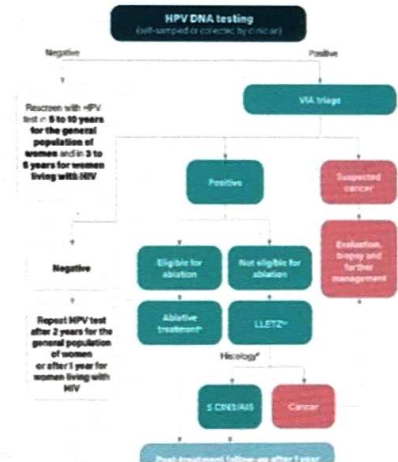 HPV DNA testing
(self-sampled or collected by clinician)
Negative
Positive
Rescreen with HPV
test in 5 to 10 years
for the general
population of
women and in 3 to
5 years for women
living with HIV
VIA triage
Positive
Suspected
cancer
Negative
Eligible for
ablation
Not eligible for
ablation
Evaluation,
biopsy and
further
management
Repeat HPV test
after 2 years for the
general population
of women
or after 1 year for
women living with
HIV
Ablative
treatment
LLETZ
Histology
≤ CIN3/AIS
Cancer
Post-treatment follow-up after 1 year